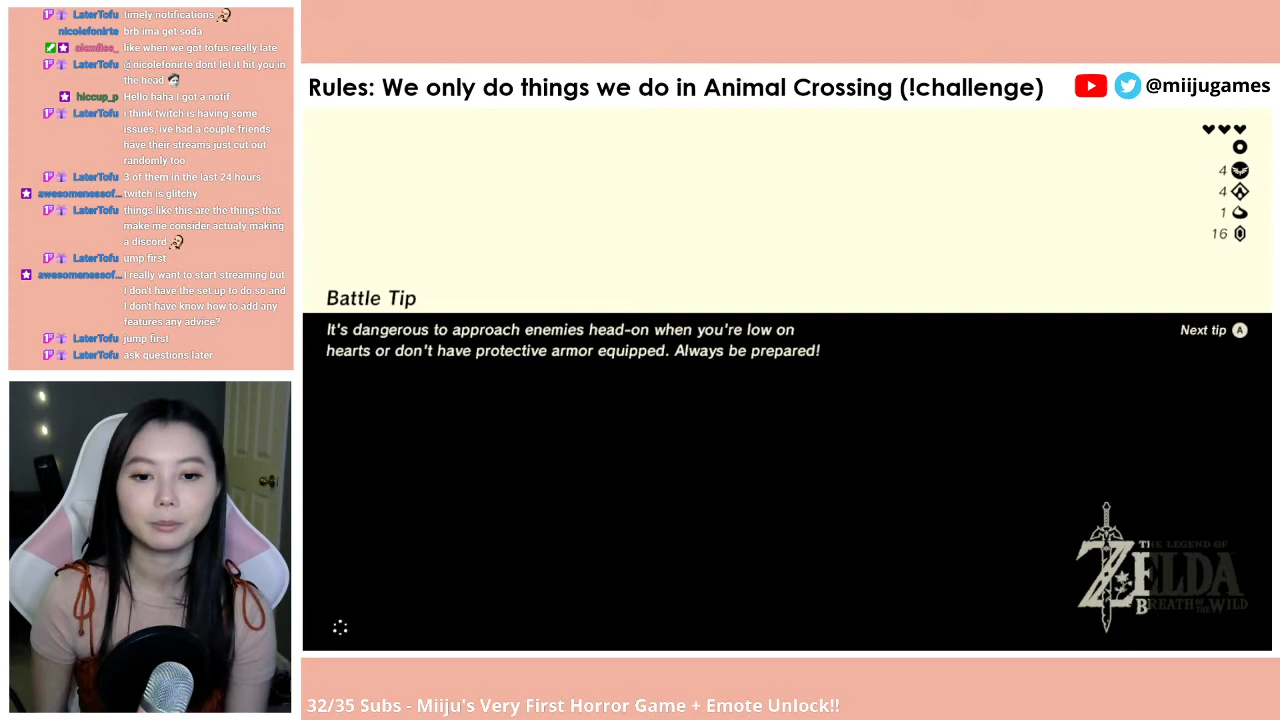 LaterTofu timely notifications
nicolefonirte brb ima get soda
alexxliss_ like when we got tofus really late
LaterTofu @nicolefonirte dont let it hit you in
the head
hiccup_p Hello haha I got a notif
LaterTofu i think twitch is having some
issues, ive had a couple friends
have their streams just cut out
randomly too
LaterTofu 3 of them in the last 24 hours
awesomenessof... twitch is glitchy
LaterTofu things like this are the things that
make me consider actualy making
a discord
LaterTofu ump first
awesomenessof... I really want to start streaming but
I don't have the set up to do so and
I don't have know how to add any
features any advice?
LaterTofu jump first
LaterTofu ask questions later
Rules: We only do things we do in Animal Crossing (!challenge)
@miijugames
4
4
1
16
Battle Tip
It's dangerous to approach enemies head-on when you're low on
hearts or don't have protective armor equipped. Always be prepared!
Next tip A
THE LEGEND OF
ZELDA
BREATH OF THE WILD
32/35 Subs - Miiju's Very First Horror Game + Emote Unlock!!